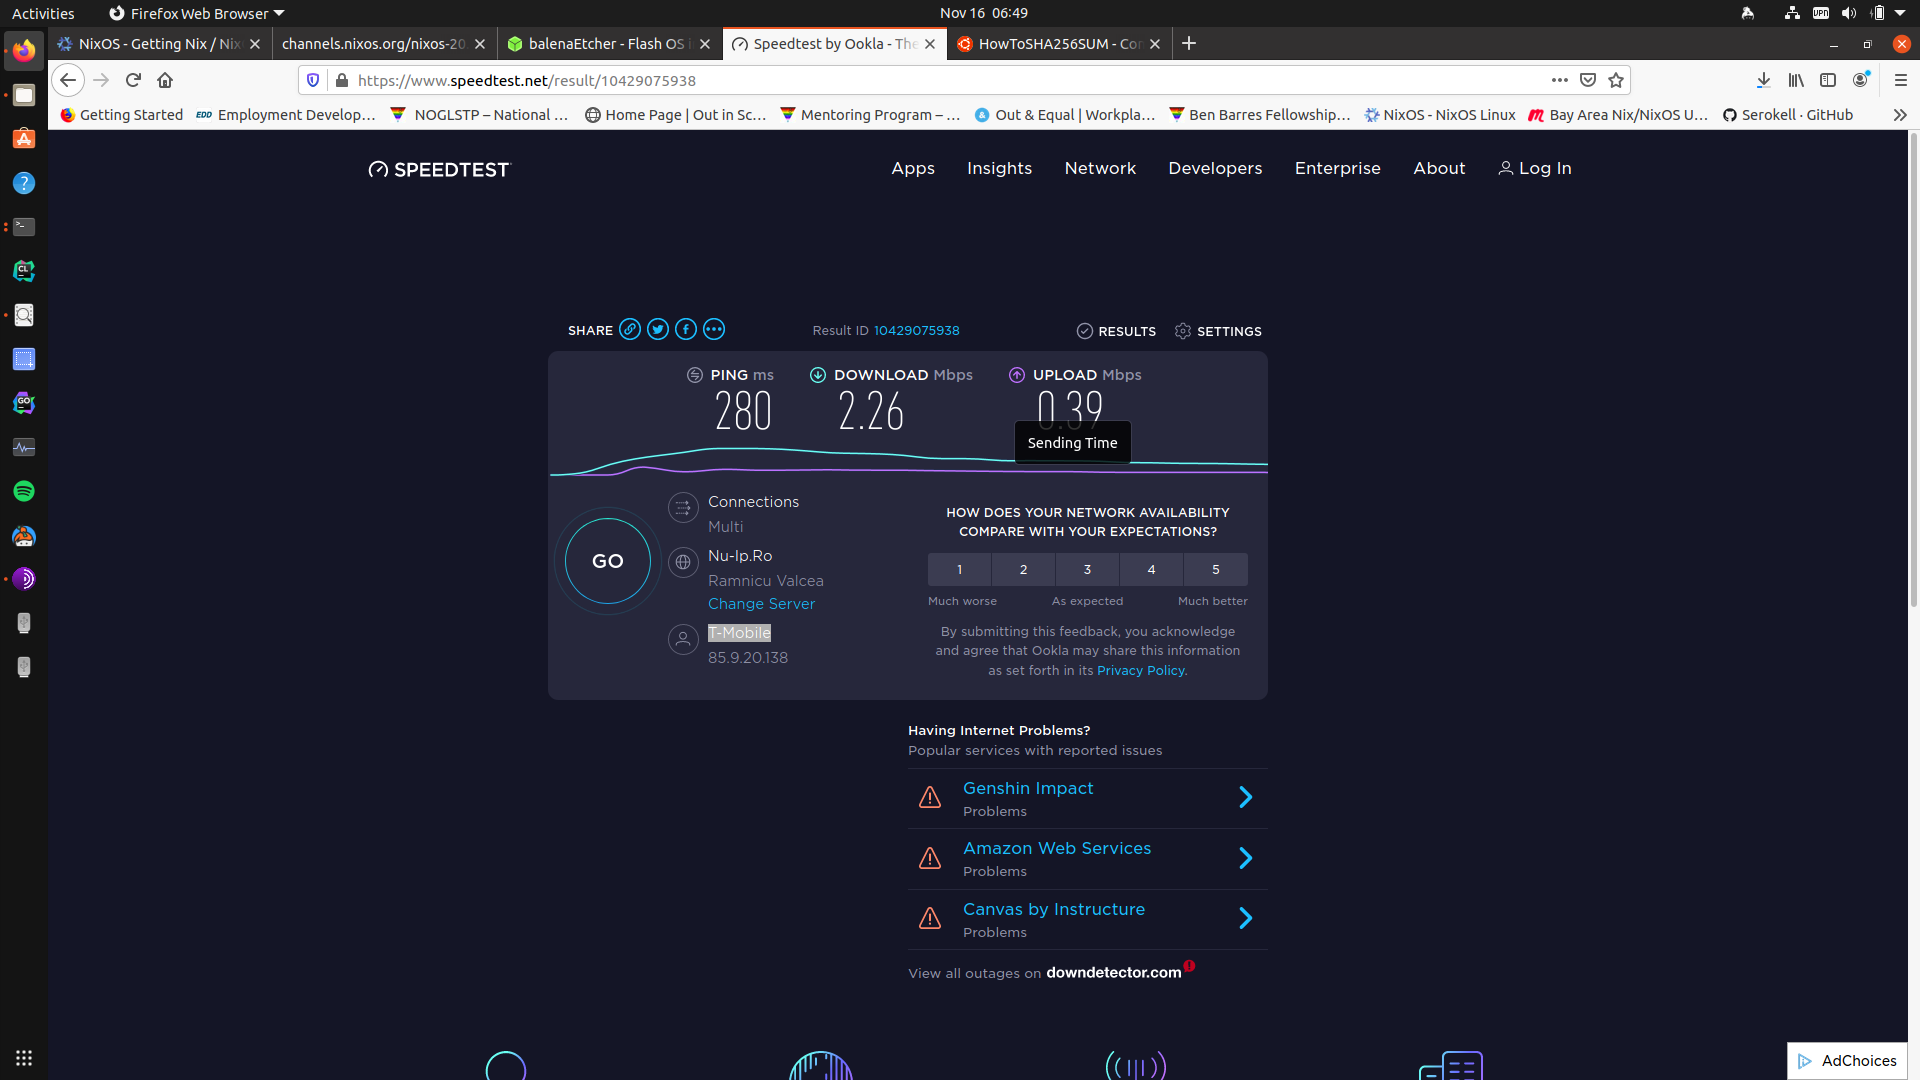 Activities
Firefox Web Browser
Nov 16 06:49
VPN
NixOS - Getting Nix / Nix
channels.nixos.org/nixos-20
balenaEtcher - Flash OS i
Speedtest by Ookla - The
HowToSHA256SUM - Co
https://www.speedtest.net/result/10429075938
Getting Started
EDD Employment Develop…
NOGLSTP – National …
Home Page | Out in Sc…
Mentoring Program – …
Out & Equal | Workpla…
Ben Barres Fellowship…
NixOS - NixOS Linux
Bay Area Nix/NixOS U…
Serokell · GitHub
SPEEDTEST
Apps
Insights
Network
Developers
Enterprise
About
Log In
SHARE
Result ID 10429075938
RESULTS
SETTINGS
PING ms
DOWNLOAD Mbps
UPLOAD Mbps
280
2.26
0.39
Sending Time
GO
Connections
Multi
Nu-Ip.Ro
Ramnicu Valcea
Change Server
T-Mobile
85.9.20.138
HOW DOES YOUR NETWORK AVAILABILITY
COMPARE WITH YOUR EXPECTATIONS?
1 2 3 4 5
Much worse As expected Much better
By submitting this feedback, you acknowledge
and agree that Ookla may share this information
as set forth in its Privacy Policy.
Having Internet Problems?
Popular services with reported issues
Genshin Impact
Problems
Amazon Web Services
Problems
Canvas by Instructure
Problems
View all outages on downdetector.com
AdChoices
CL
GO